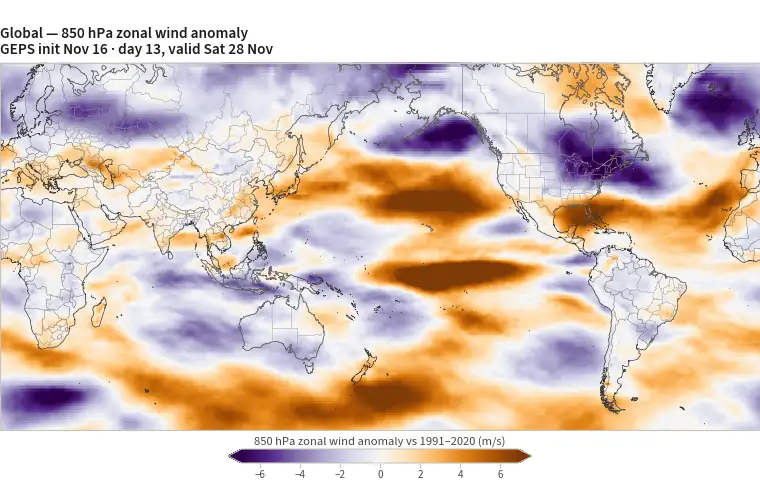 Global — 850 hPa zonal wind anomaly
GEPS init Nov 16 · day 13, valid Sat 28 Nov
850 hPa zonal wind anomaly vs 1991–2020 (m/s)
−6 −4 −2 0 2 4 6